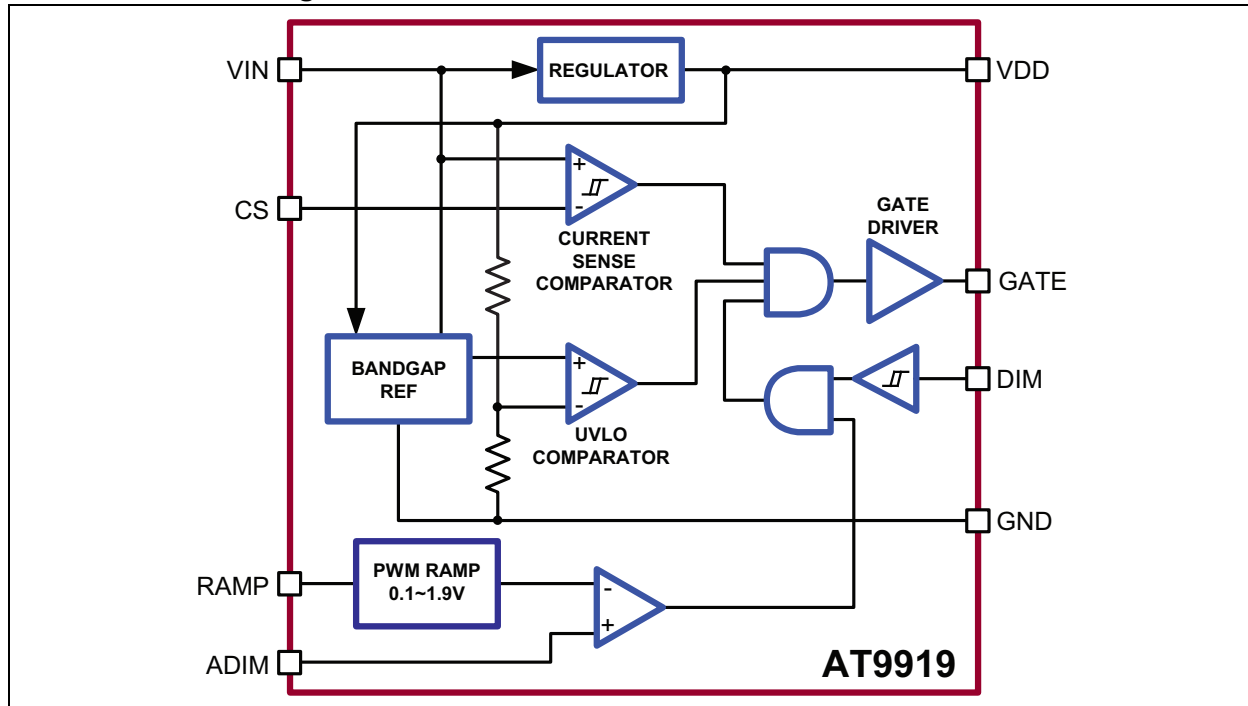 VIN
REGULATOR
VDD
+
-
CS
CURRENT
SENSE
COMPARATOR
GATE
DRIVER
GATE
BANDGAP
REF
+
-
UVLO
COMPARATOR
DIM
GND
RAMP
PWM RAMP
0.1~1.9V
-
+
ADIM
AT9919